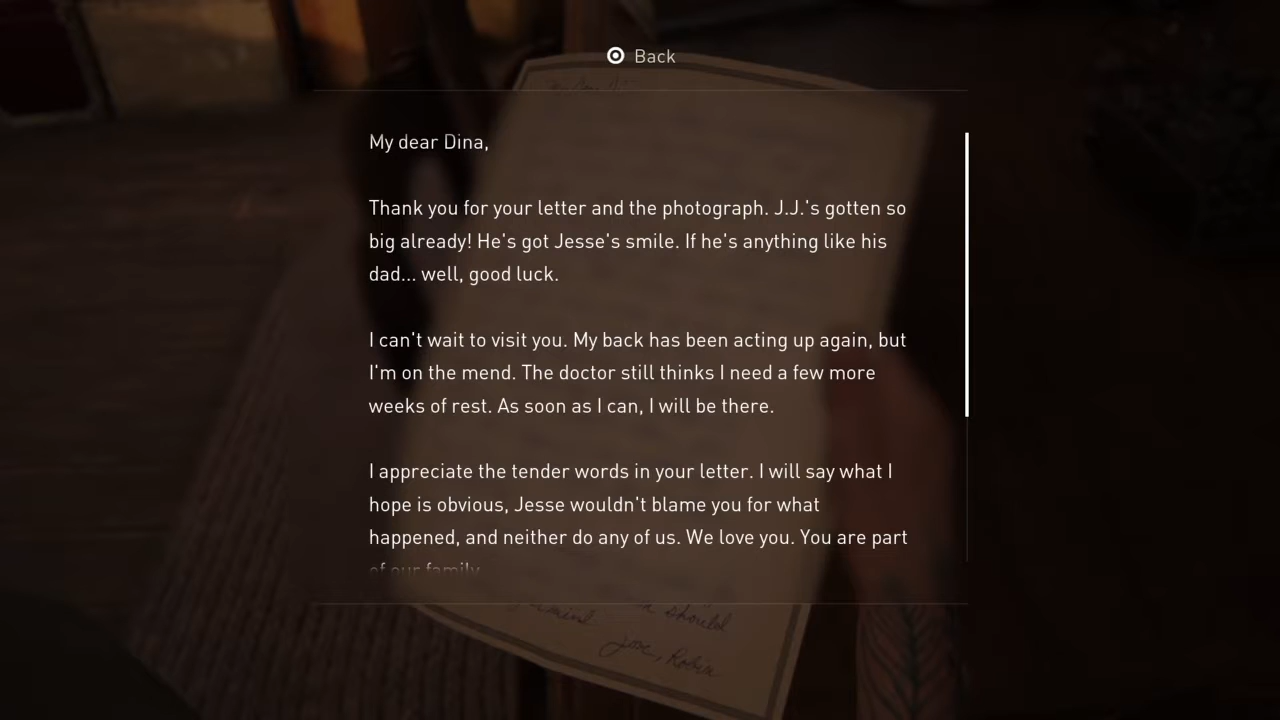 Back
My dear Dina,
Thank you for your letter and the photograph. J.J.'s gotten so
big already! He's got Jesse's smile. If he's anything like his
dad... well, good luck.
I can't wait to visit you. My back has been acting up again, but
I'm on the mend. The doctor still thinks I need a few more
weeks of rest. As soon as I can, I will be there.
I appreciate the tender words in your letter. I will say what I
hope is obvious, Jesse wouldn't blame you for what
happened, and neither do any of us. We love you. You are part
of our family
should
Love, Robin